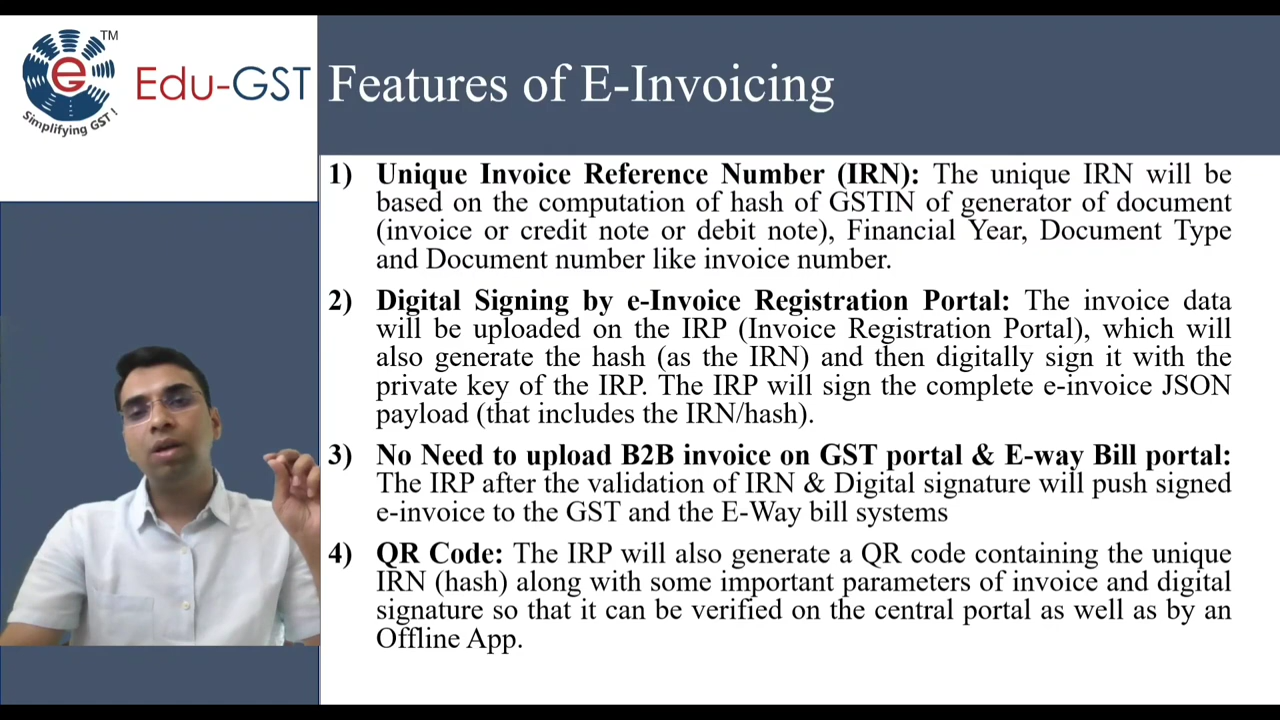 TM
e
Edu-GST
Simplifying GST !
Features of E-Invoicing
1) Unique Invoice Reference Number (IRN): The unique IRN will be
based on the computation of hash of GSTIN of generator of document
(invoice or credit note or debit note), Financial Year, Document Type
and Document number like invoice number.
2) Digital Signing by e-Invoice Registration Portal: The invoice data
will be uploaded on the IRP (Invoice Registration Portal), which will
also generate the hash (as the IRN) and then digitally sign it with the
private key of the IRP. The IRP will sign the complete e-invoice JSON
payload (that includes the IRN/hash).
3) No Need to upload B2B invoice on GST portal & E-way Bill portal:
The IRP after the validation of IRN & Digital signature will push signed
e-invoice to the GST and the E-Way bill systems
4) QR Code: The IRP will also generate a QR code containing the unique
IRN (hash) along with some important parameters of invoice and digital
signature so that it can be verified on the central portal as well as by an
Offline App.